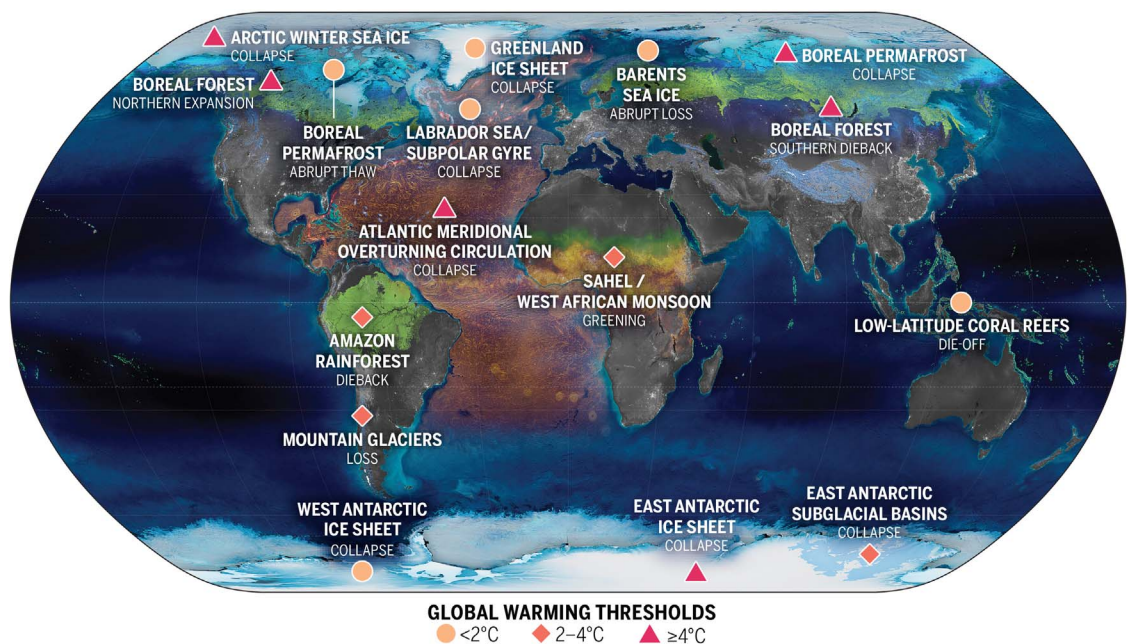 ARCTIC WINTER SEA ICE
COLLAPSE
GREENLAND
ICE SHEET
COLLAPSE
BARENTS
SEA ICE
ABRUPT LOSS
BOREAL PERMAFROST
COLLAPSE
BOREAL FOREST
NORTHERN EXPANSION
BOREAL
PERMAFROST
ABRUPT THAW
LABRADOR SEA/
SUBPOLAR GYRE
COLLAPSE
BOREAL FOREST
SOUTHERN DIEBACK
ATLANTIC MERIDIONAL
OVERTURNING CIRCULATION
COLLAPSE
SAHEL /
WEST AFRICAN MONSOON
GREENING
LOW-LATITUDE CORAL REEFS
DIE-OFF
AMAZON
RAINFOREST
DIEBACK
MOUNTAIN GLACIERS
LOSS
WEST ANTARCTIC
ICE SHEET
COLLAPSE
EAST ANTARCTIC
ICE SHEET
COLLAPSE
EAST ANTARCTIC
SUBGLACIAL BASINS
COLLAPSE
GLOBAL WARMING THRESHOLDS
<2°C 2–4°C ≥4°C